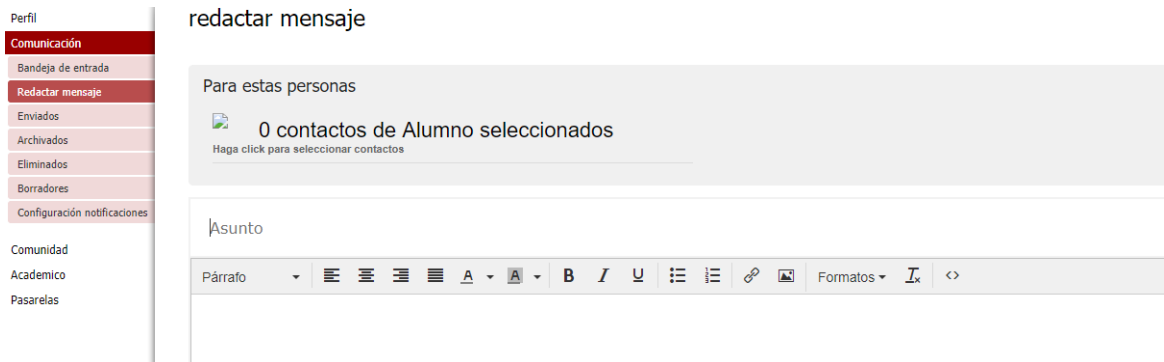 Perfil
Comunicación
Bandeja de entrada
Redactar mensaje
Enviados
Archivados
Eliminados
Borradores
Configuración notificaciones
Comunidad
Academico
Pasarelas
redactar mensaje
Para estas personas
0 contactos de Alumno seleccionados
Haga click para seleccionar contactos
Asunto
Párrafo A A B I U Formatos Ix <>